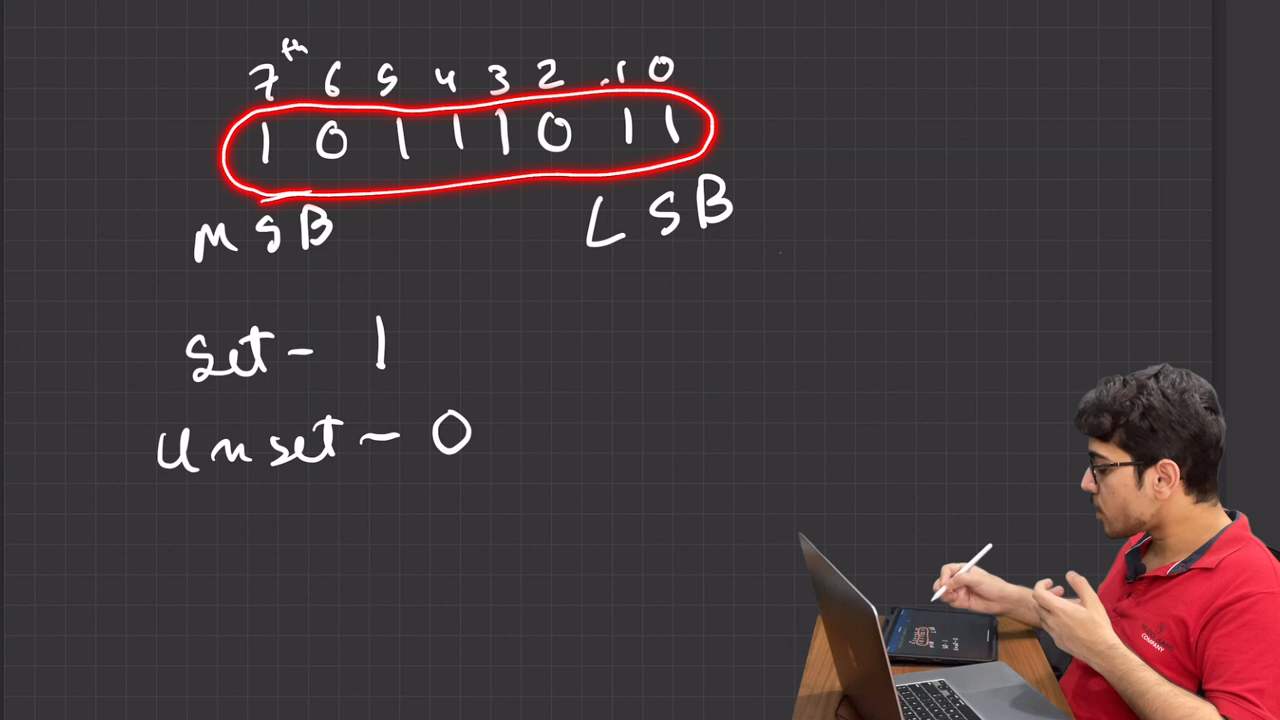 7th 6 5 4 3 2 1 0
1 0 1 1 1 0 1 1
MSB LSB
Set - 1
Unset - 0
COMPANY